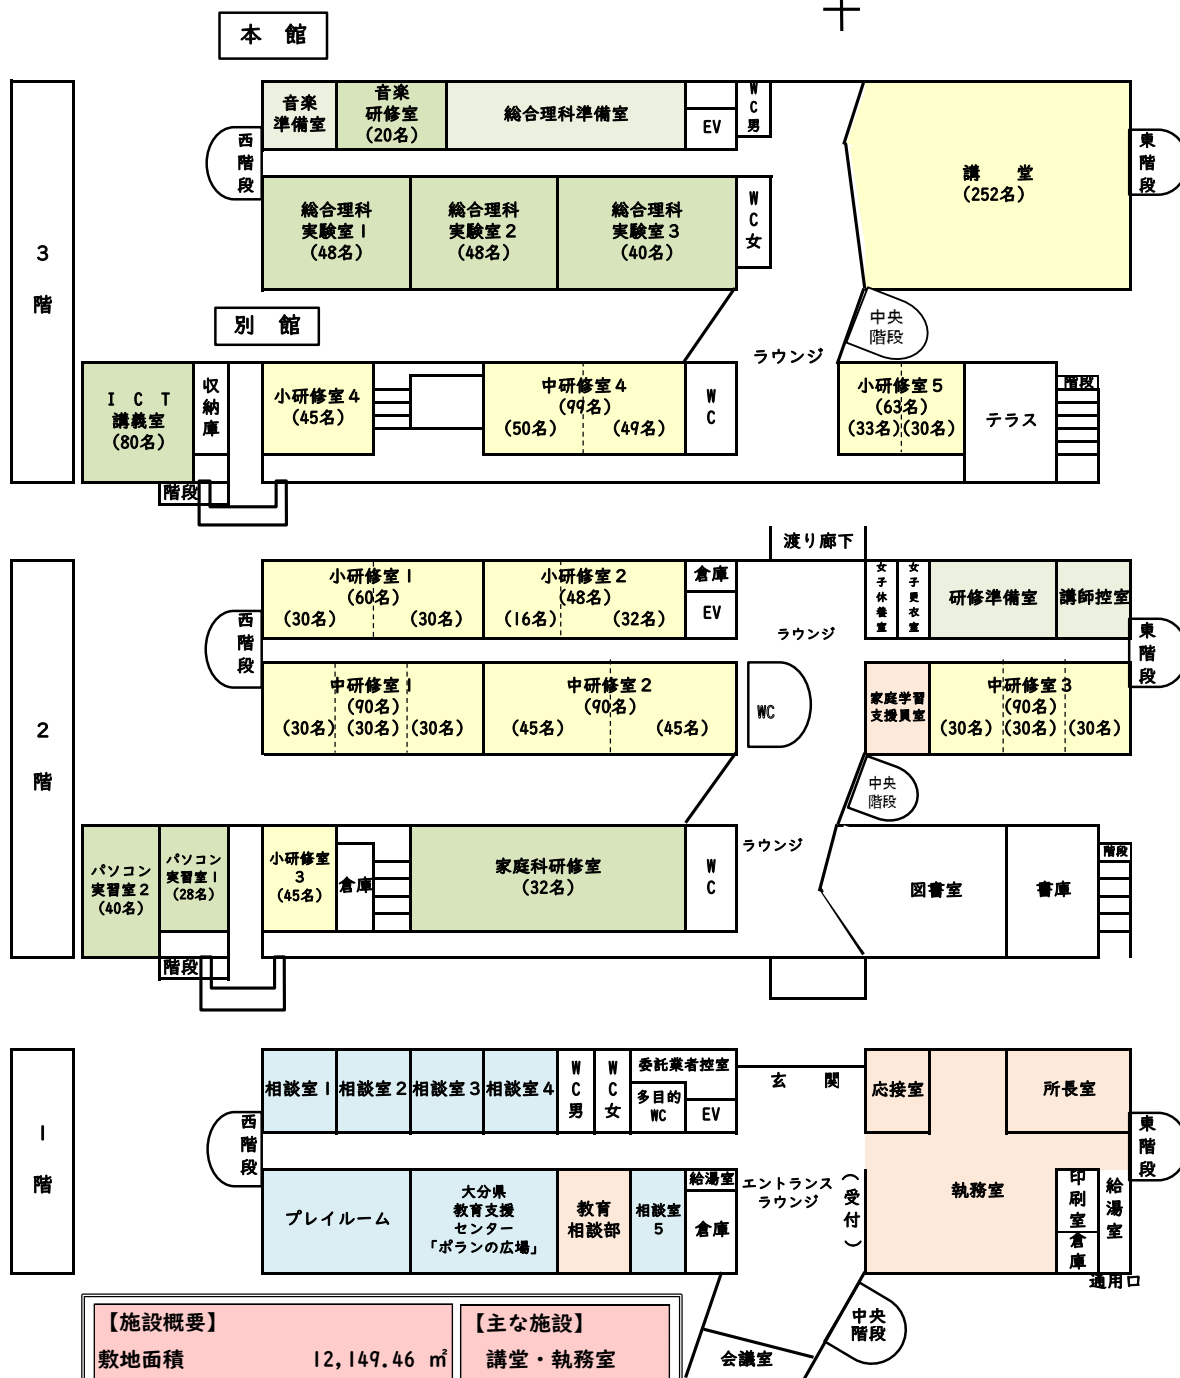 本 館
3
階
音楽
準備室
音楽
研修室
(20名)
総合理科準備室
EV
WC男
西階段
総合理科
実験室1
(48名)
総合理科
実験室2
(48名)
総合理科
実験室3
(40名)
WC女
講 堂
(252名)
東階段
別 館
中央
階段
ラウンジ
ICT
講義室
(80名)
収納庫
小研修室4
(45名)
中研修室4
(99名)
(50名) (49名)
WC
小研修室5
(63名)
(33名)(30名)
テラス
階段
階段
2
階
渡り廊下
小研修室1
(60名)
(30名) (30名)
小研修室2
(48名)
(16名) (32名)
倉庫
EV
ラウンジ
女子休養室
女子更衣室
研修準備室
講師控室
西階段
東階段
中研修室1
(90名)
(30名) (30名) (30名)
中研修室2
(90名)
(45名) (45名)
WC
家庭学習
支援員室
中研修室3
(90名)
(30名) (30名) (30名)
中央
階段
パソコン
実習室2
(40名)
パソコン
実習室1
(28名)
小研修室
3
(45名)
倉庫
家庭科研修室
(32名)
WC
ラウンジ
図書室
書庫
階段
階段
1
階
相談室1
相談室2
相談室3
相談室4
WC男
WC女
委託業者控室
多目的
WC
EV
玄 関
応接室
所長室
西階段
東階段
プレイルーム
大分県
教育支援
センター
「ポランの広場」
教育
相談部
相談室
5
給湯室
倉庫
エントランス
ラウンジ
(受付)
執務室
印刷室
倉庫
給湯室
通用口
中央
階段
会議室
【施設概要】
敷地面積 12,149.46 ㎡
【主な施設】
講堂・執務室